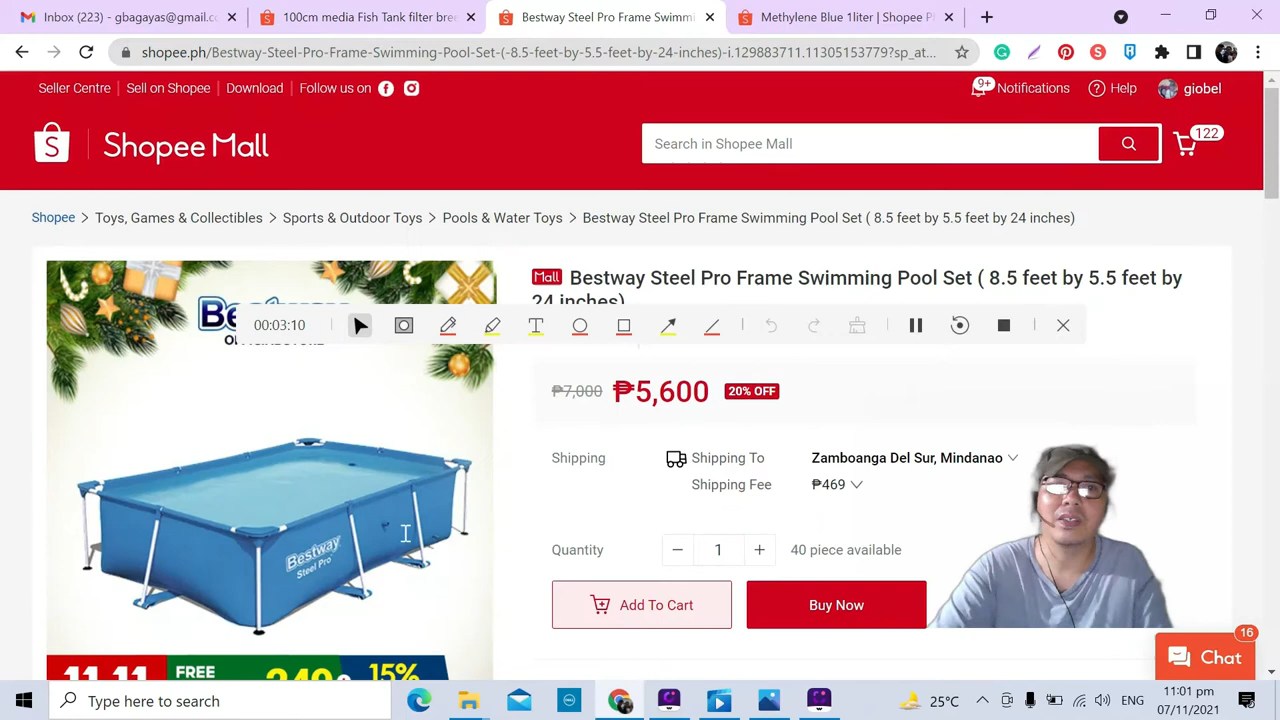 Inbox (223) - gbagayas@gmail.c
100cm media Fish Tank filter bree
Bestway Steel Pro Frame Swimmi
Methylene Blue 1liter | Shopee P
shopee.ph/Bestway-Steel-Pro-Frame-Swimming-Pool-Set-(-8.5-feet-by-5.5-feet-by-24-inches)-i.129883711.11305153779?sp_at...
Seller Centre
Sell on Shopee
Download
Follow us on
9+
Notifications
Help
giobel
Shopee Mall
Search in Shopee Mall
122
Shopee > Toys, Games & Collectibles > Sports & Outdoor Toys > Pools & Water Toys > Bestway Steel Pro Frame Swimming Pool Set ( 8.5 feet by 5.5 feet by 24 inches)
Mall Bestway Steel Pro Frame Swimming Pool Set ( 8.5 feet by 5.5 feet by
24 inches)
00:03:10
₱7,000 ₱5,600 20% OFF
Shipping
Shipping To
Zamboanga Del Sur, Mindanao
Shipping Fee
₱469
Bestway
Steel Pro
Quantity
1
40 piece available
Add To Cart
Buy Now
11.11
FREE
15%
16
Chat
Type here to search
25°C
ENG
11:01 pm
07/11/2021